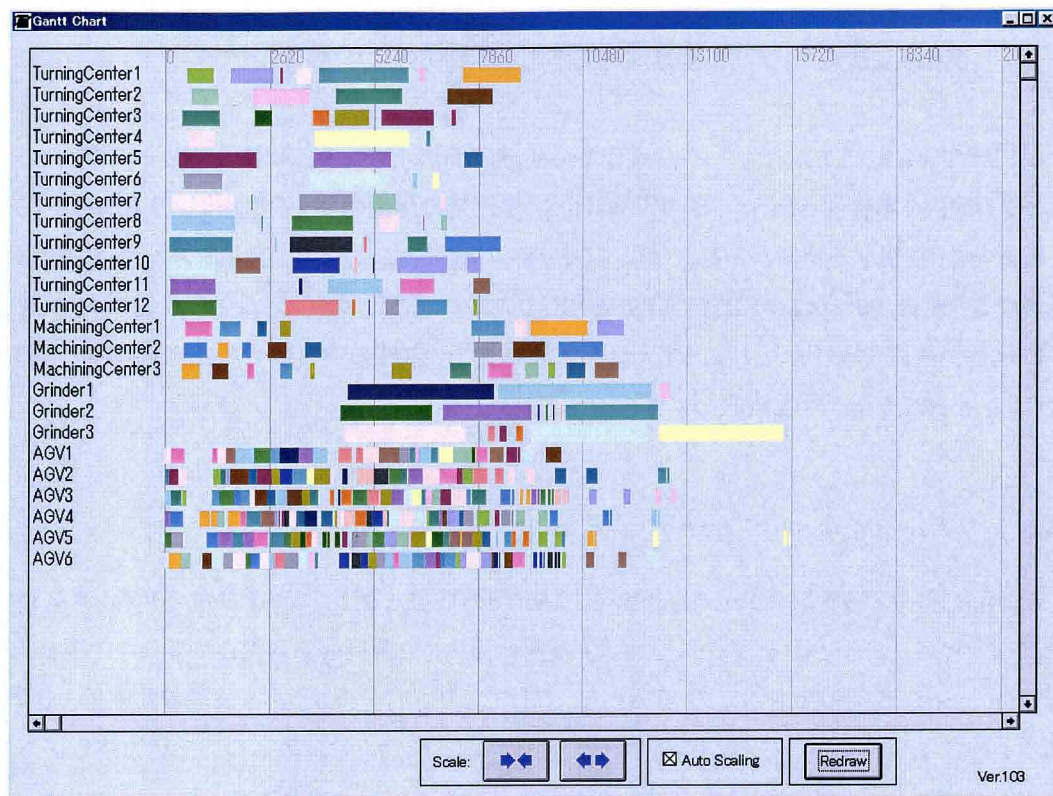 Gantt Chart
0 2620 5240 7860 10480 13100 15720 18340 20
TurningCenter1
TurningCenter2
TurningCenter3
TurningCenter4
TurningCenter5
TurningCenter6
TurningCenter7
TurningCenter8
TurningCenter9
TurningCenter10
TurningCenter11
TurningCenter12
MachiningCenter1
MachiningCenter2
MachiningCenter3
Grinder1
Grinder2
Grinder3
AGV1
AGV2
AGV3
AGV4
AGV5
AGV6
Scale: Auto Scaling Redraw
Ver.1.03